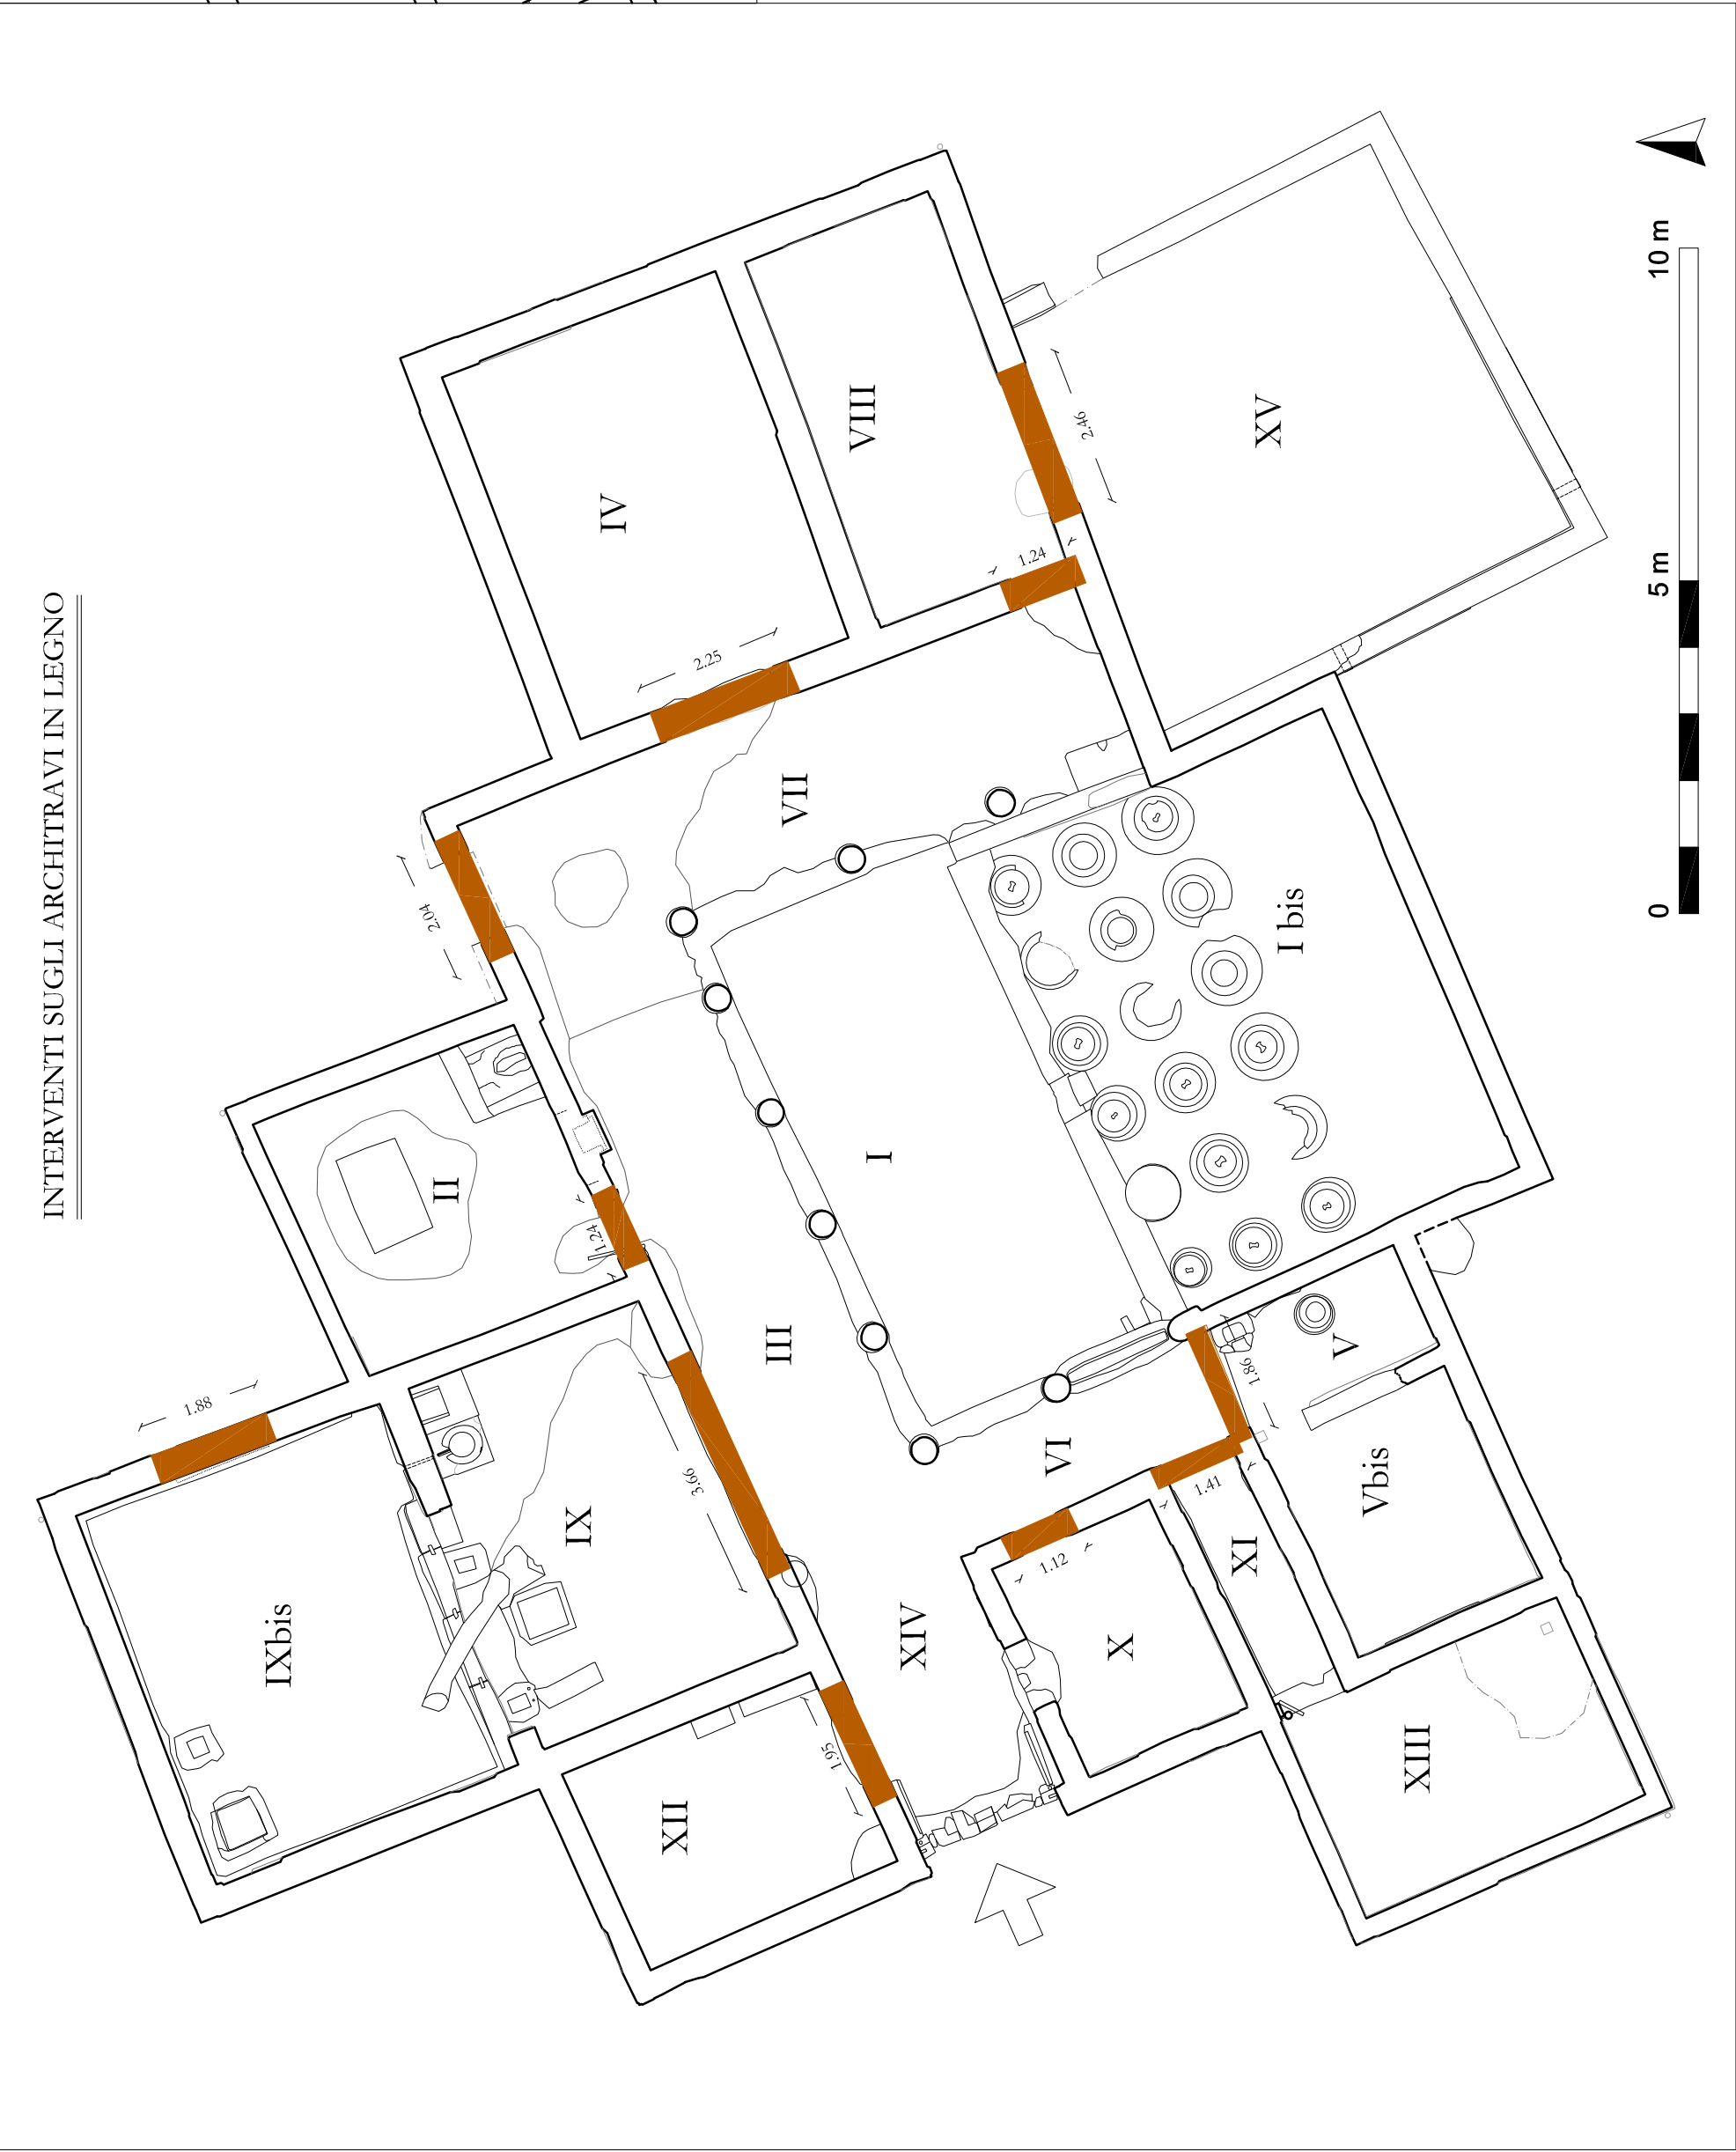 INTERVENTI SUGLI ARCHITRAVI IN LEGNO
IXbis
1.88
II
1.24
2.04
IV
2.25
VIII
1.24
2.46
XV
10 m
5 m
0
VII
I
I bis
III
IX
3.66
XII
1.95
XIV
VI
1.12
X
1.41
XI
1.86
V
Vbis
XIII